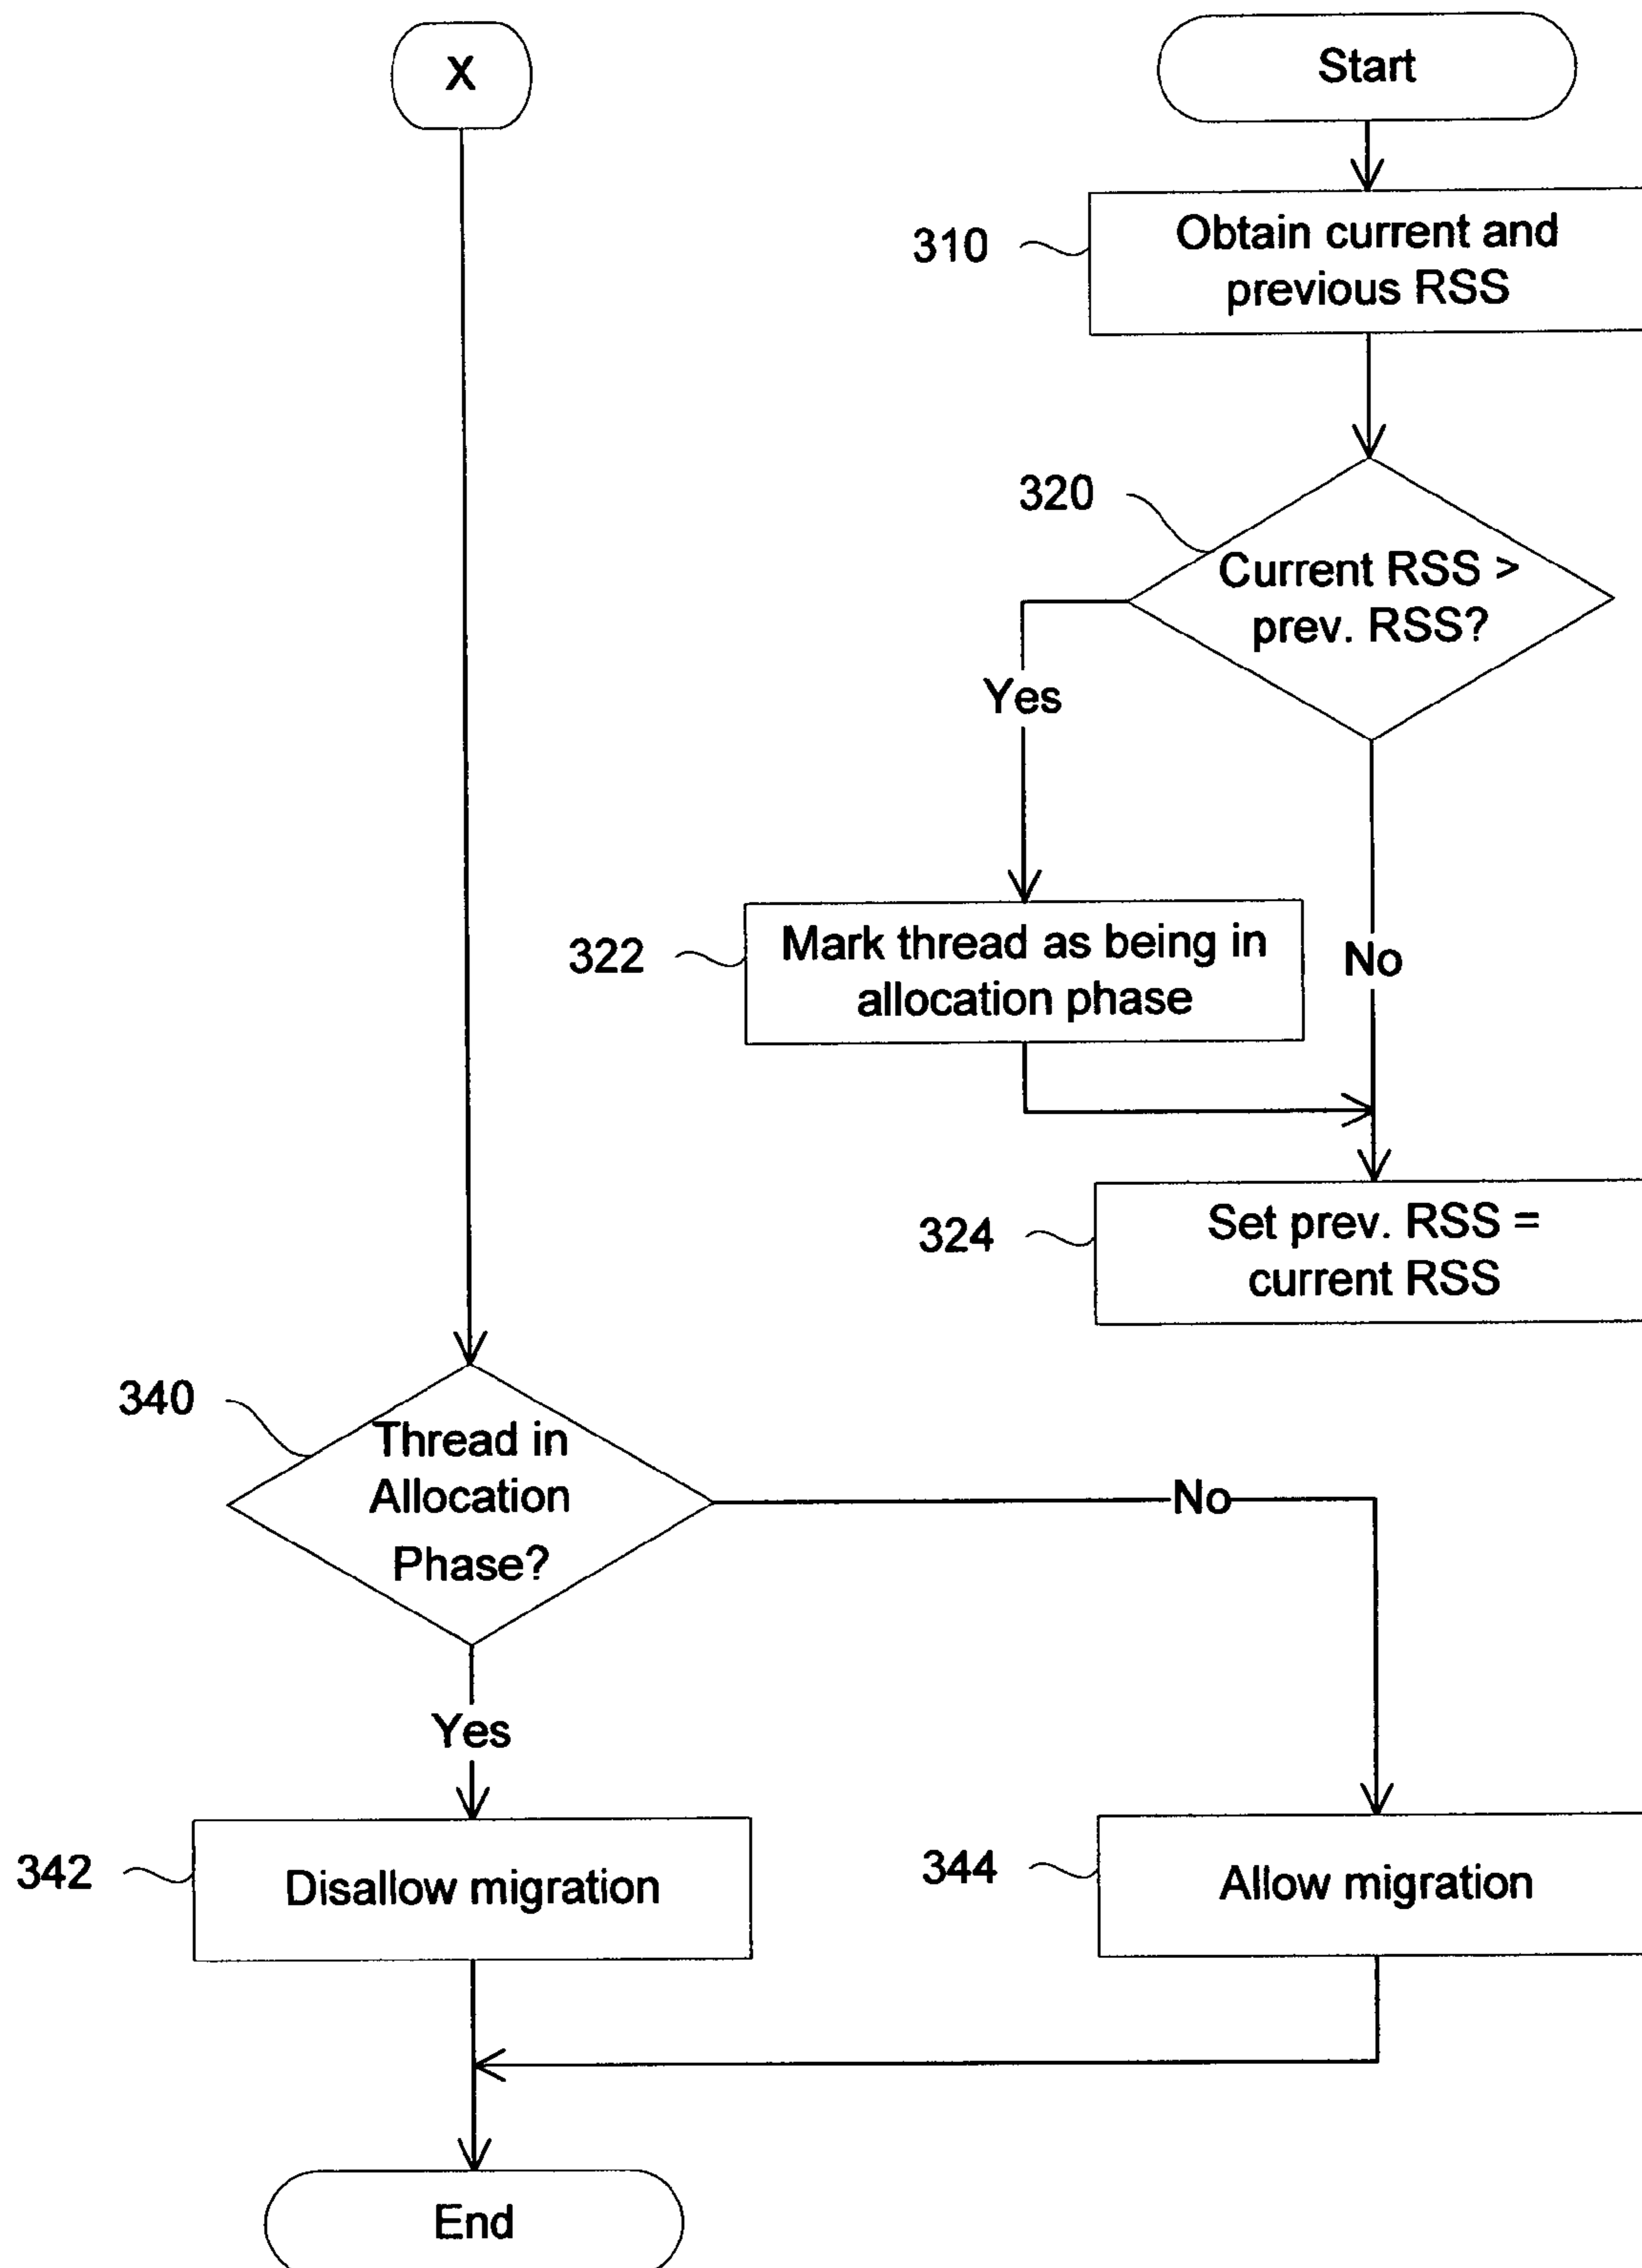 X
Start
310
Obtain current and
previous RSS
320
Current RSS >
prev. RSS?
Yes
322
Mark thread as being in
allocation phase
No
324
Set prev. RSS =
current RSS
340
Thread in
Allocation
Phase?
No
Yes
342
Disallow migration
344
Allow migration
End